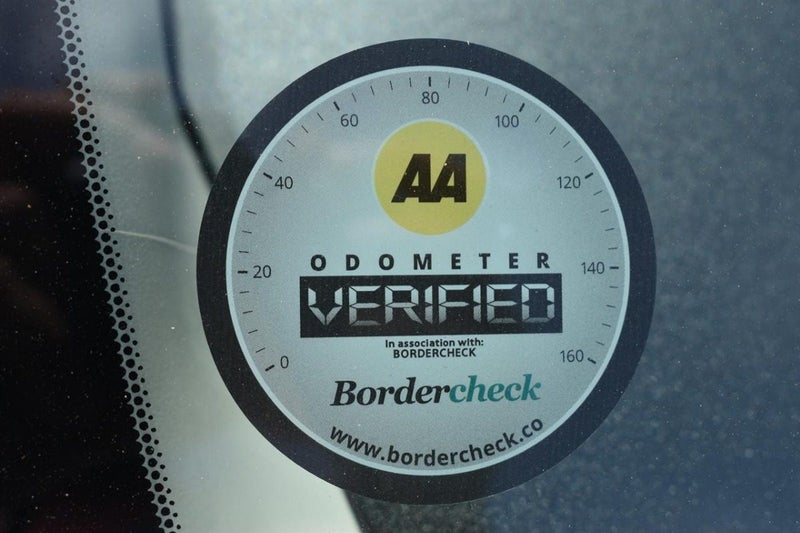 80
60
100
40
120
20
140
0
160
AA
ODOMETER
VERIFIED
In association with:
BORDERCHECK
Bordercheck
www.bordercheck.co